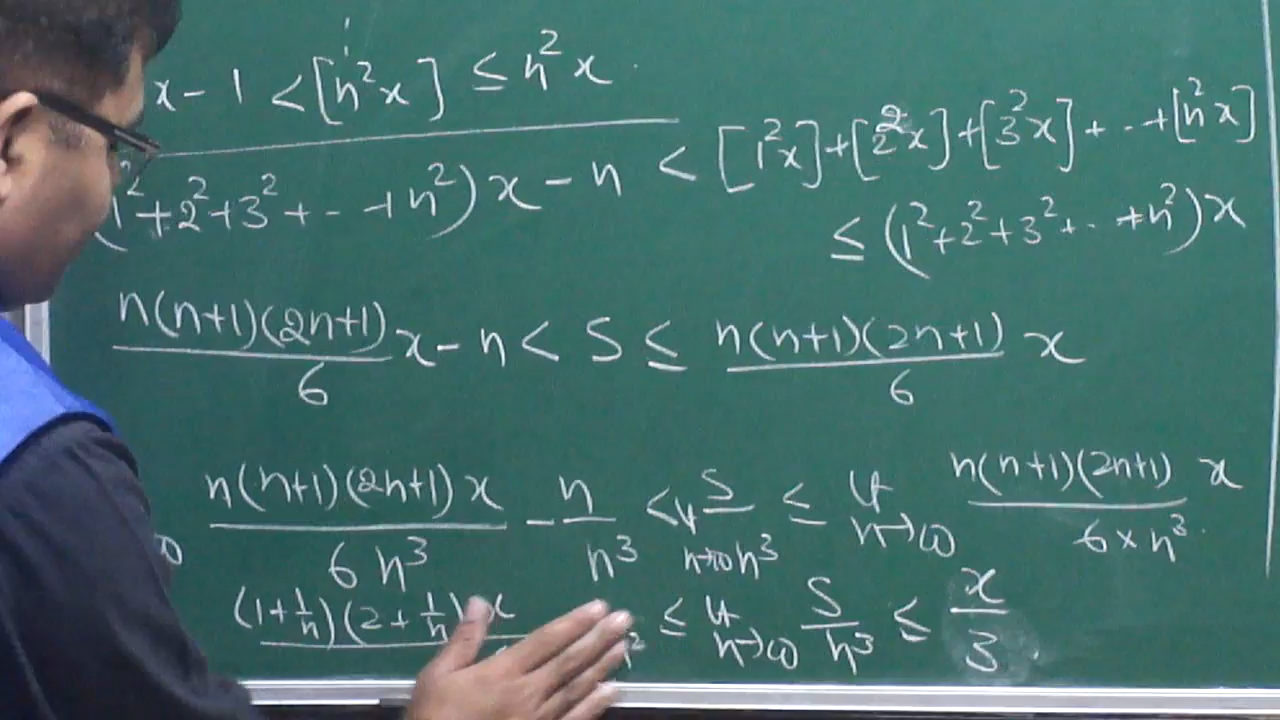 x - 1 < [n²x] ≤ n²x.
(1² + 2² + 3² + - - + n²)x - n < [1²x] + [2²x] + [3²x] + - - + [n²x]
≤ (1² + 2² + 3² + - - + n²)x
n(n+1)(2n+1)/6 x - n < S ≤ n(n+1)(2n+1)/6 x
n(n+1)(2n+1)x/6n³ - n/n³ < Lt n→∞ S/n³ ≤ Lt n→∞ n(n+1)(2n+1)/6×n³ x
(1+1/n)(2+1/n)x ≤ Lt n→∞ S/n³ ≤ x/3